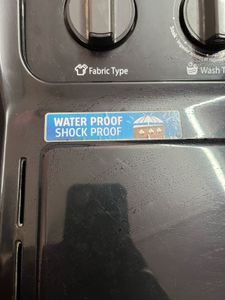 Fabric Type
Wash T
WATER PROOF
SHOCK PROOF